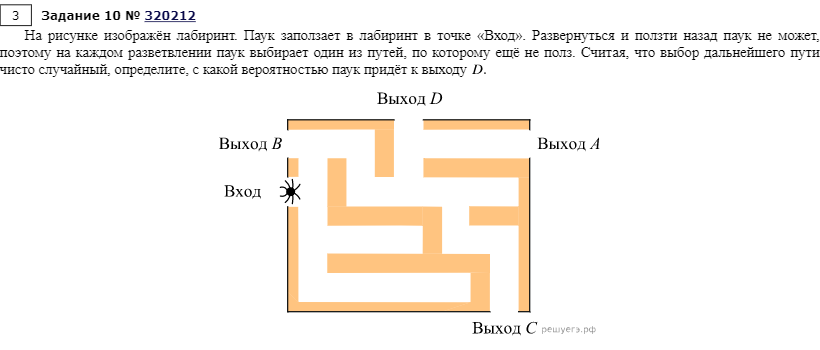 3 Задание 10 № 320212
На рисунке изображён лабиринт. Паук заползает в лабиринт в точке «Вход». Развернуться и ползти назад паук не может,
поэтому на каждом разветвлении паук выбирает один из путей, по которому ещё не полз. Считая, что выбор дальнейшего пути
чисто случайный, определите, с какой вероятностью паук придёт к выходу D.
Выход D
Выход B
Выход A
Вход
Выход C
решуегэ.рф